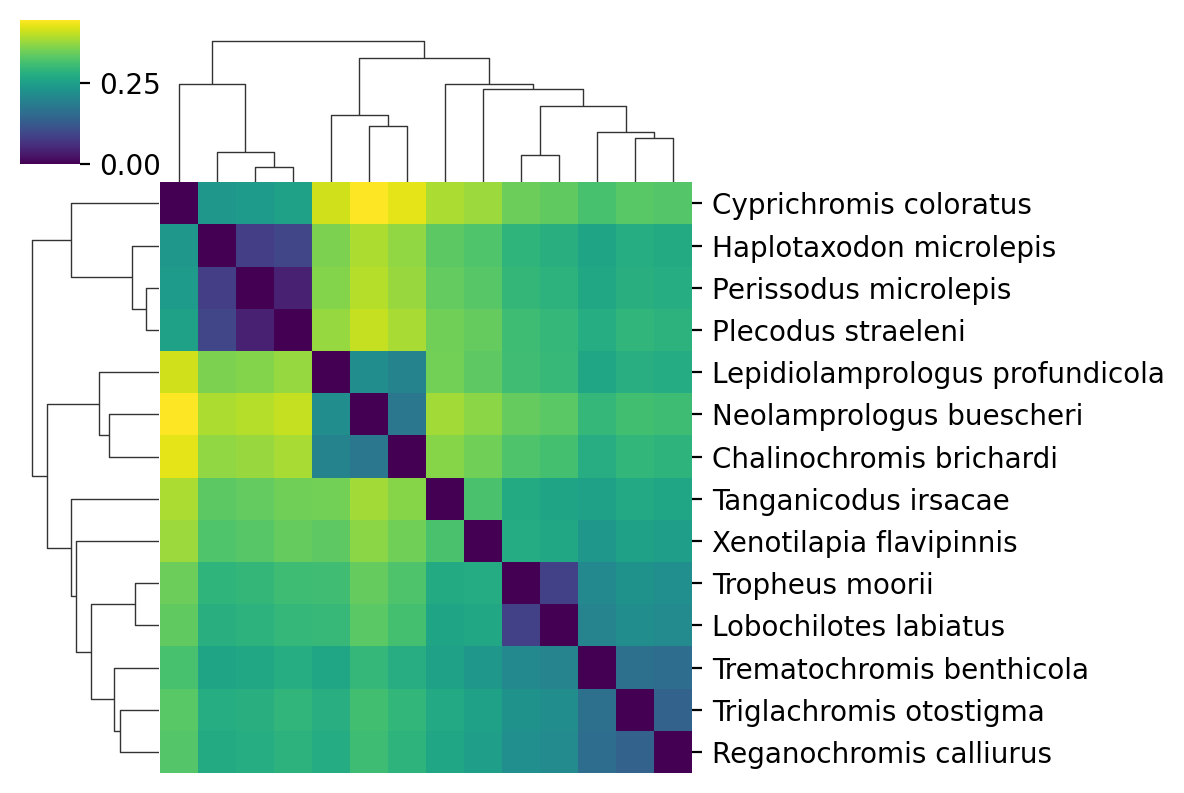 0.25
0.00
Cyprichromis coloratus
Haplotaxodon microlepis
Perissodus microlepis
Plecodus straeleni
Lepidiolamprologus profundicola
Neolamprologus buescheri
Chalinochromis brichardi
Tanganicodus irsacae
Xenotilapia flavipinnis
Tropheus moorii
Lobochilotes labiatus
Trematochromis benthicola
Triglachromis otostigma
Reganochromis calliurus